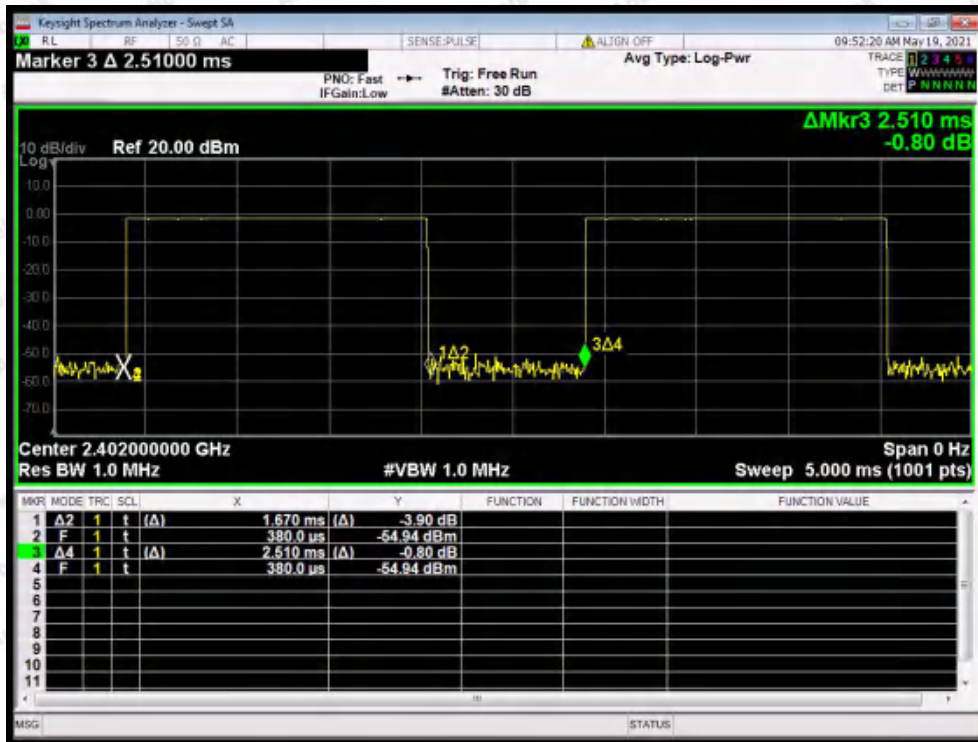 Keysight Spectrum Analyzer - Swept SA
RL RF 50 Ω AC SENSE:PULSE ALIGN OFF 09:52:20 AM May 19, 2021
Marker 3 Δ 2.51000 ms
PNO: Fast
IFGain:Low
Trig: Free Run
#Atten: 30 dB
Avg Type: Log-Pwr
TRACE 1 2 3 4 5 6
TYPE
DET P N N N N N
ΔMkr3 2.510 ms
-0.80 dB
10 dB/div Ref 20.00 dBm
Log
10.0
0.00
-10.0
-20.0
-30.0
-40.0
-50.0
-60.0
-70.0
1Δ2
3Δ4
Center 2.402000000 GHz Span 0 Hz
Res BW 1.0 MHz #VBW 1.0 MHz Sweep 5.000 ms (1001 pts)
MKR MODE TRC SCL X Y FUNCTION FUNCTION WIDTH FUNCTION VALUE
1 Δ2 1 t (Δ) 1.670 ms (Δ) -3.90 dB
2 F 1 t 380.0 µs -54.94 dBm
3 Δ4 1 t (Δ) 2.510 ms (Δ) -0.80 dB
4 F 1 t 380.0 µs -54.94 dBm
5
6
7
8
9
10
11
MSG STATUS